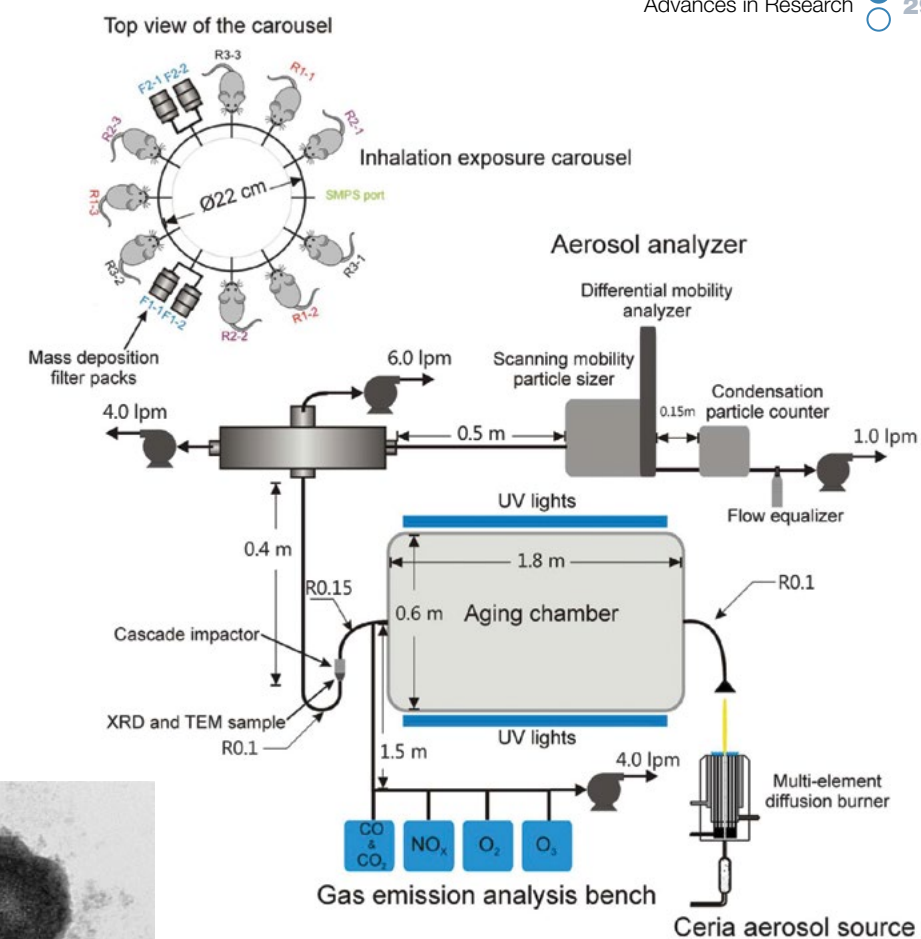 Advances in Research
Top view of the carousel
R3-3
F2-1 F2-2
R1-1
R2-3
R2-1
Inhalation exposure carousel
Ø22 cm
R1-3
SMPS port
R3-2
R3-1
F1-1 F1-2
R2-2
R1-2
Mass deposition
filter packs
Aerosol analyzer
Differential mobility
analyzer
Scanning mobility
particle sizer
Condensation
particle counter
6.0 lpm
4.0 lpm
0.5 m
0.15m
1.0 lpm
Flow equalizer
UV lights
0.4 m
1.8 m
R0.15
R0.1
0.6 m
Aging chamber
Cascade impactor
XRD and TEM sample
R0.1
UV lights
1.5 m
4.0 lpm
Multi-element
diffusion burner
CO
&
CO2
NOX
O2
O3
Gas emission analysis bench
Ceria aerosol source